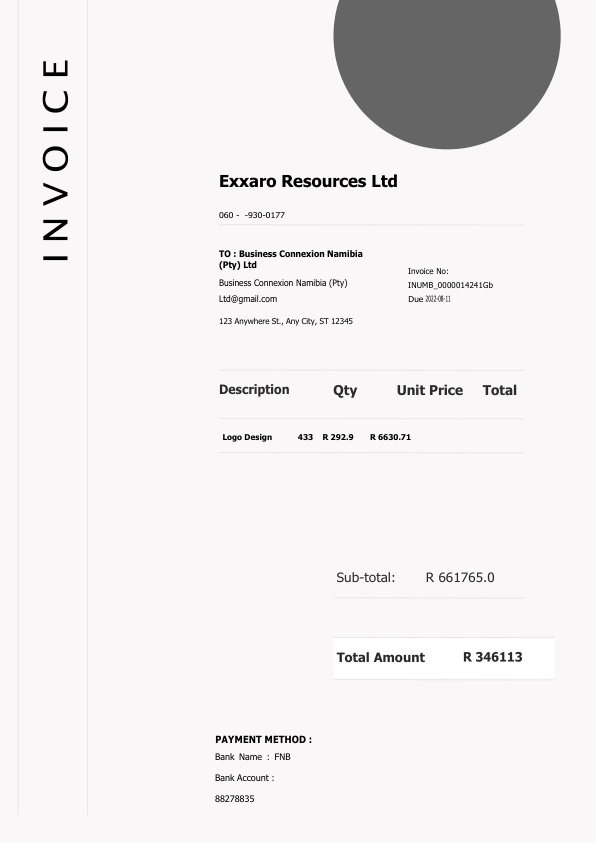 INVOICE
Exxaro Resources Ltd
060 - -930-0177
TO : Business Connexion Namibia
(Pty) Ltd
Business Connexion Namibia (Pty)
Ltd@gmail.com
123 Anywhere St., Any City, ST 12345
Invoice No:
INUMB_0000014241Gb
Due 2022-08-11
Description Qty Unit Price Total
Logo Design 433 R 292.9 R 6630.71
Sub-total: R 661765.0
Total Amount R 346113
PAYMENT METHOD :
Bank Name : FNB
Bank Account :
88278835